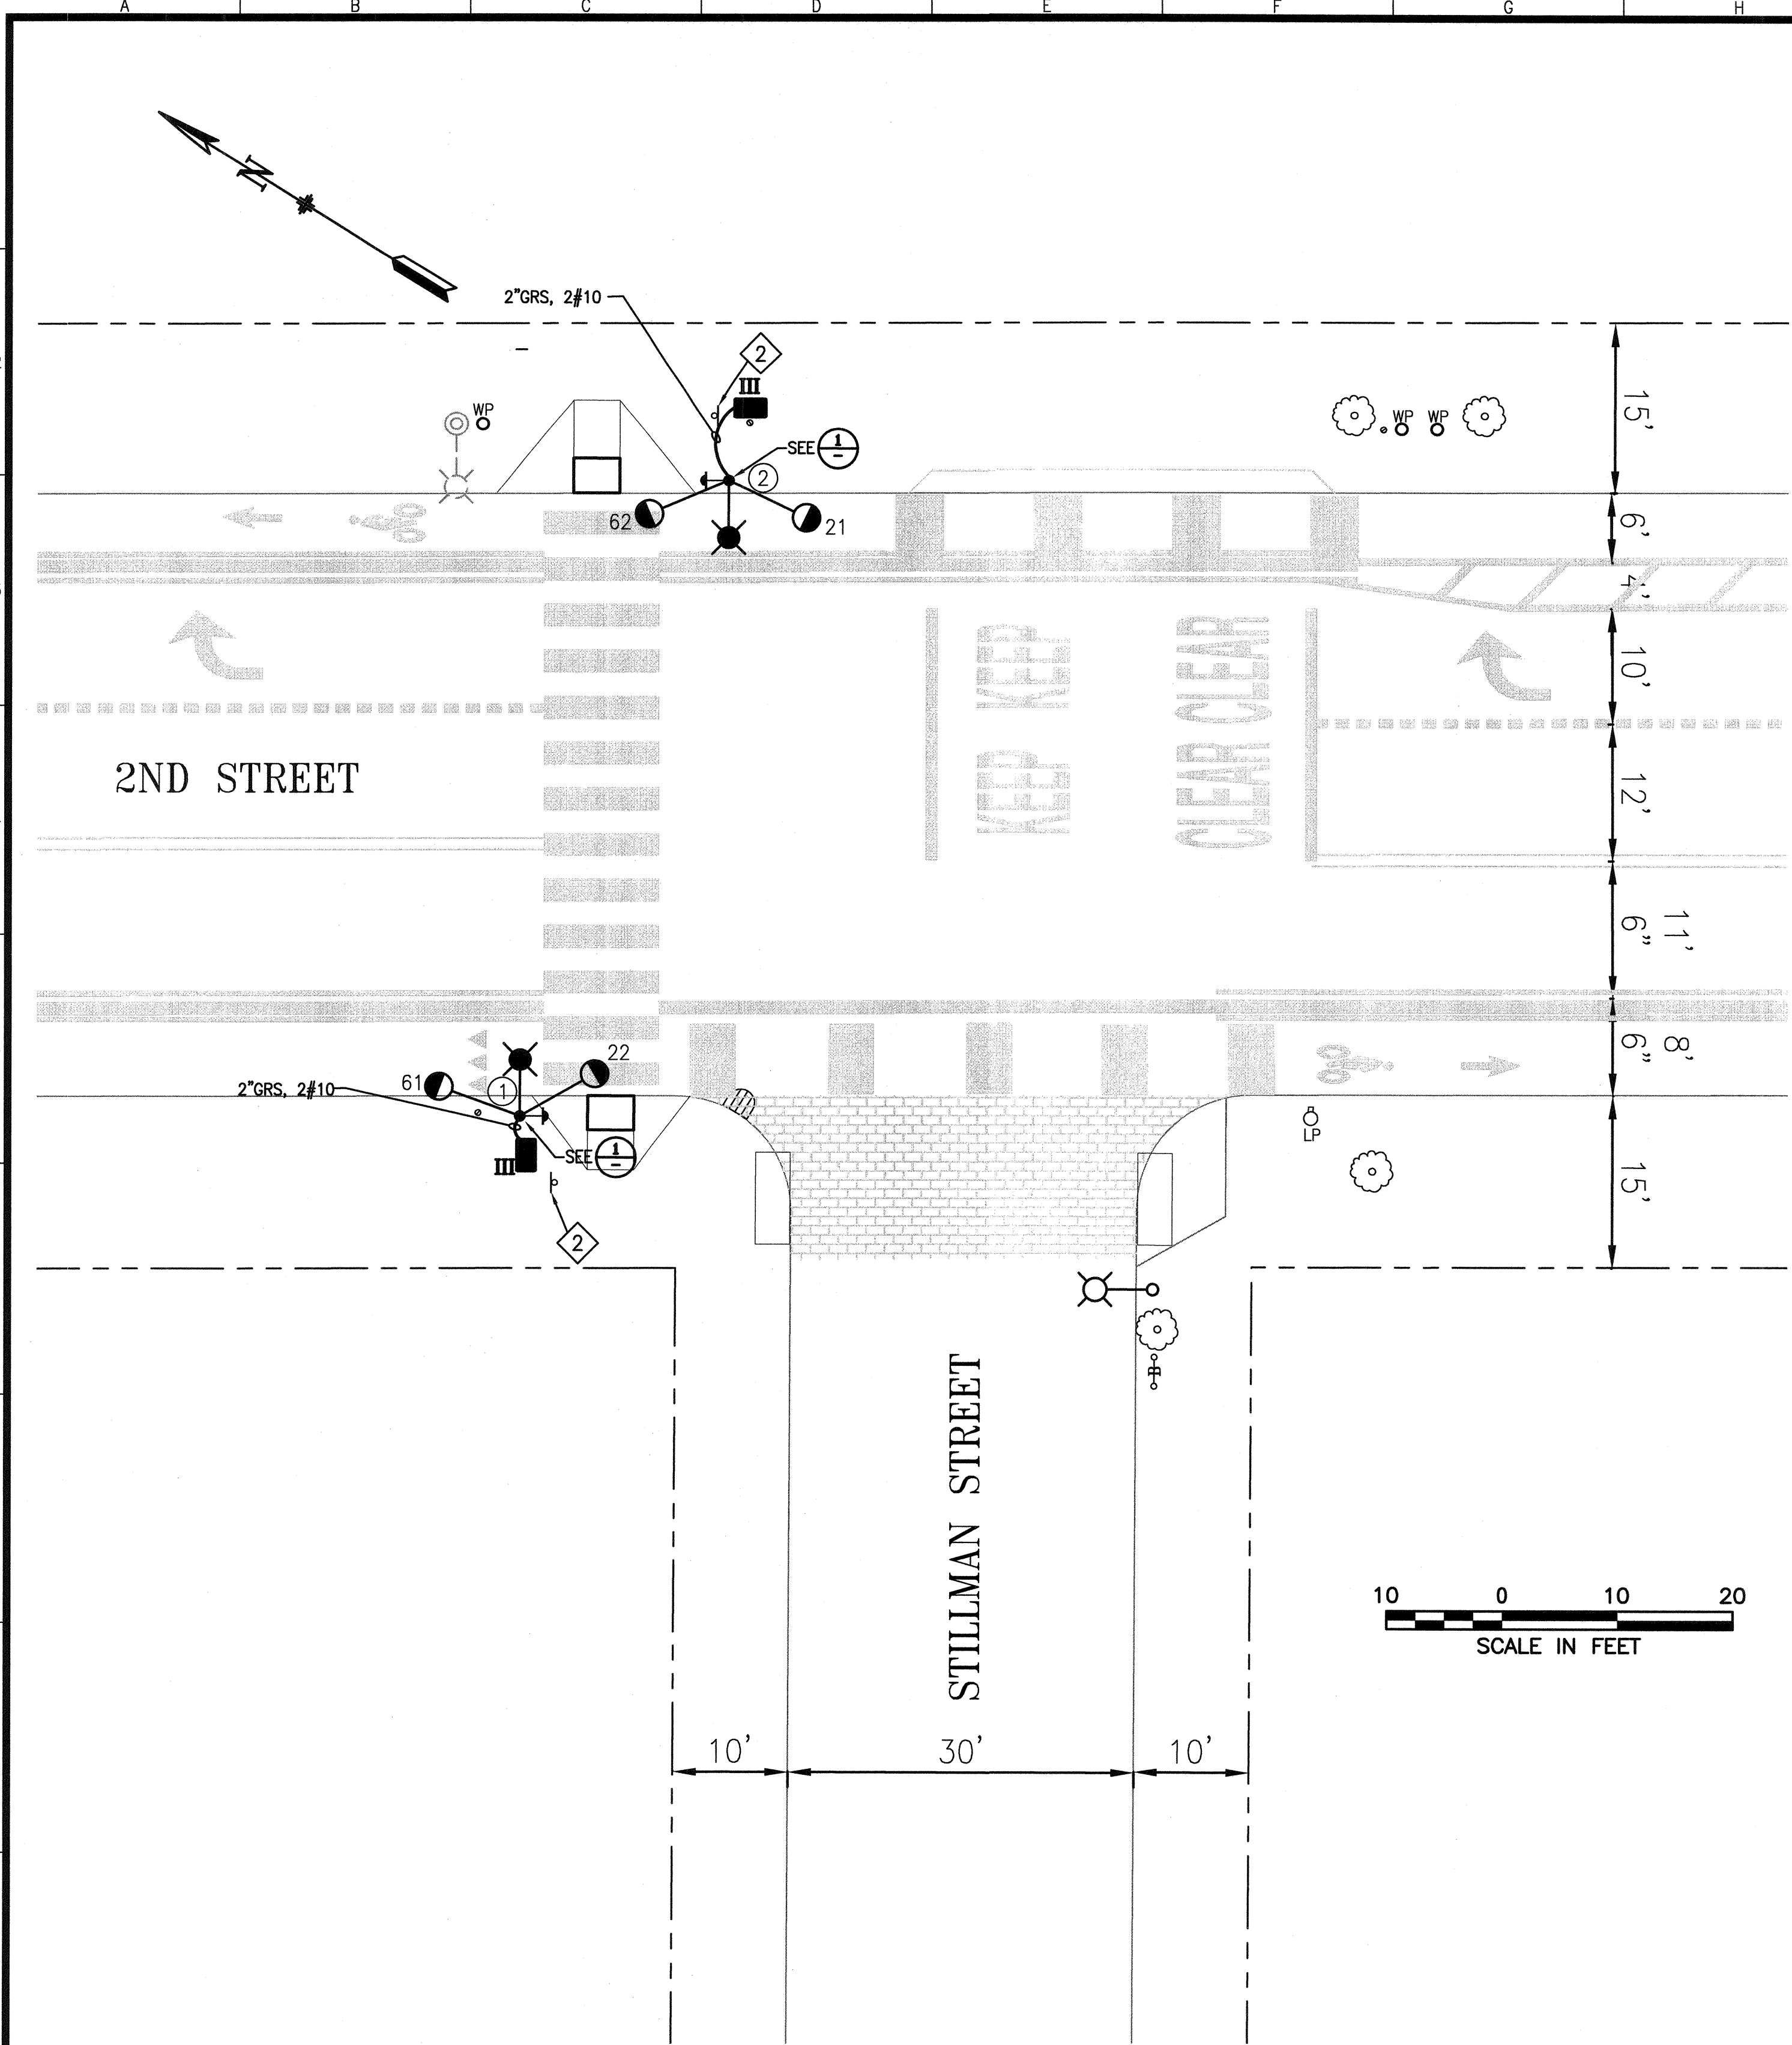 A B C D E F G H
N
2"GRS, 2#10
2
III
WP
SEE 1
–
2
62
21
WP WP
15'
6'
4'
10'
12'
11'
6"
8'
6"
15'
KEEP CLEAR
KEEP CLEAR
2ND STREET
61
1
22
2"GRS, 2#10
III
SEE 1
–
2
LP
STILLMAN STREET
10 0 10 20
SCALE IN FEET
10' 30' 10'